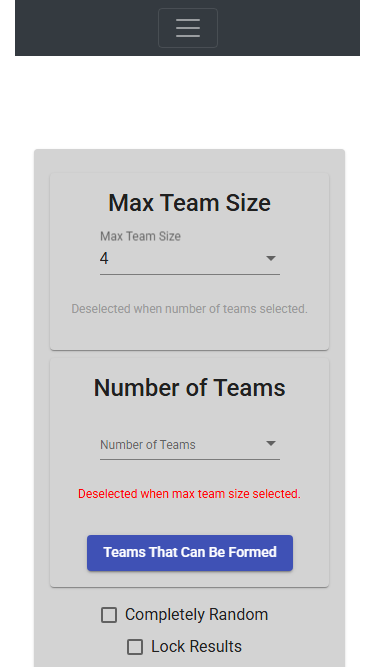 Max Team Size
Max Team Size
4
Deselected when number of teams selected.
Number of Teams
Number of Teams
Deselected when max team size selected.
Teams That Can Be Formed
Completely Random
Lock Results